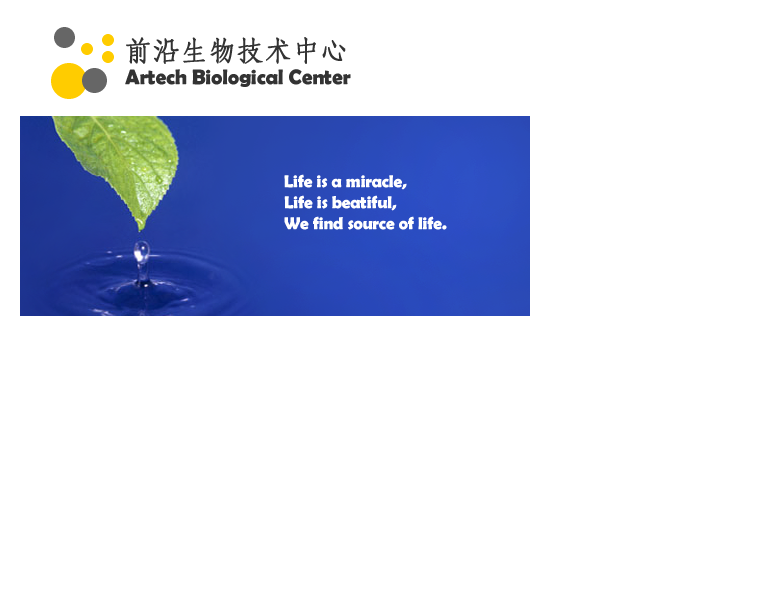 前沿生物技术中心
Artech Biological Center
Life is a miracle,
Life is beatiful,
We find source of life.